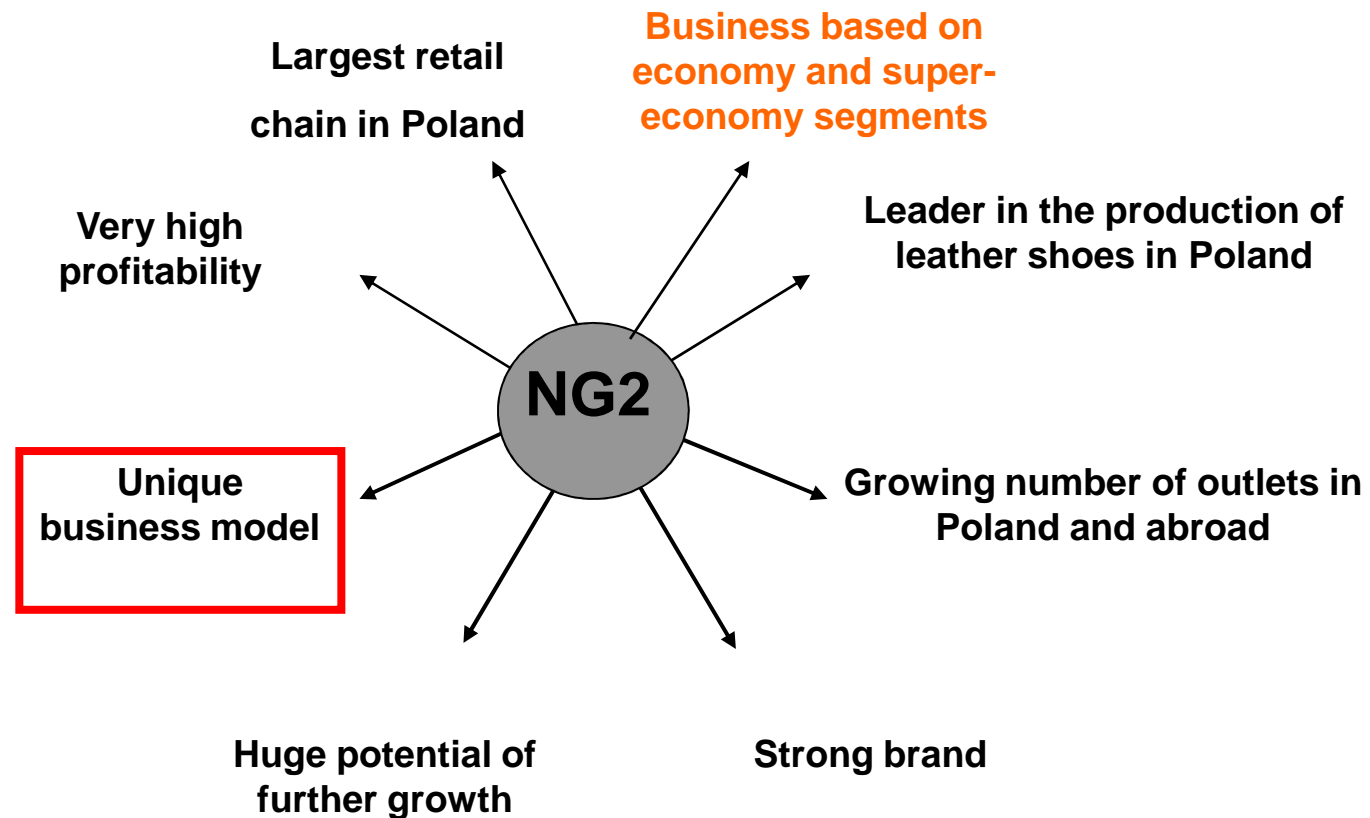 Largest retail
chain in Poland
Business based on
economy and super-
economy segments
Very high
profitability
Leader in the production of
leather shoes in Poland
NG2
Unique
business model
Growing number of outlets in
Poland and abroad
Huge potential of
further growth
Strong brand